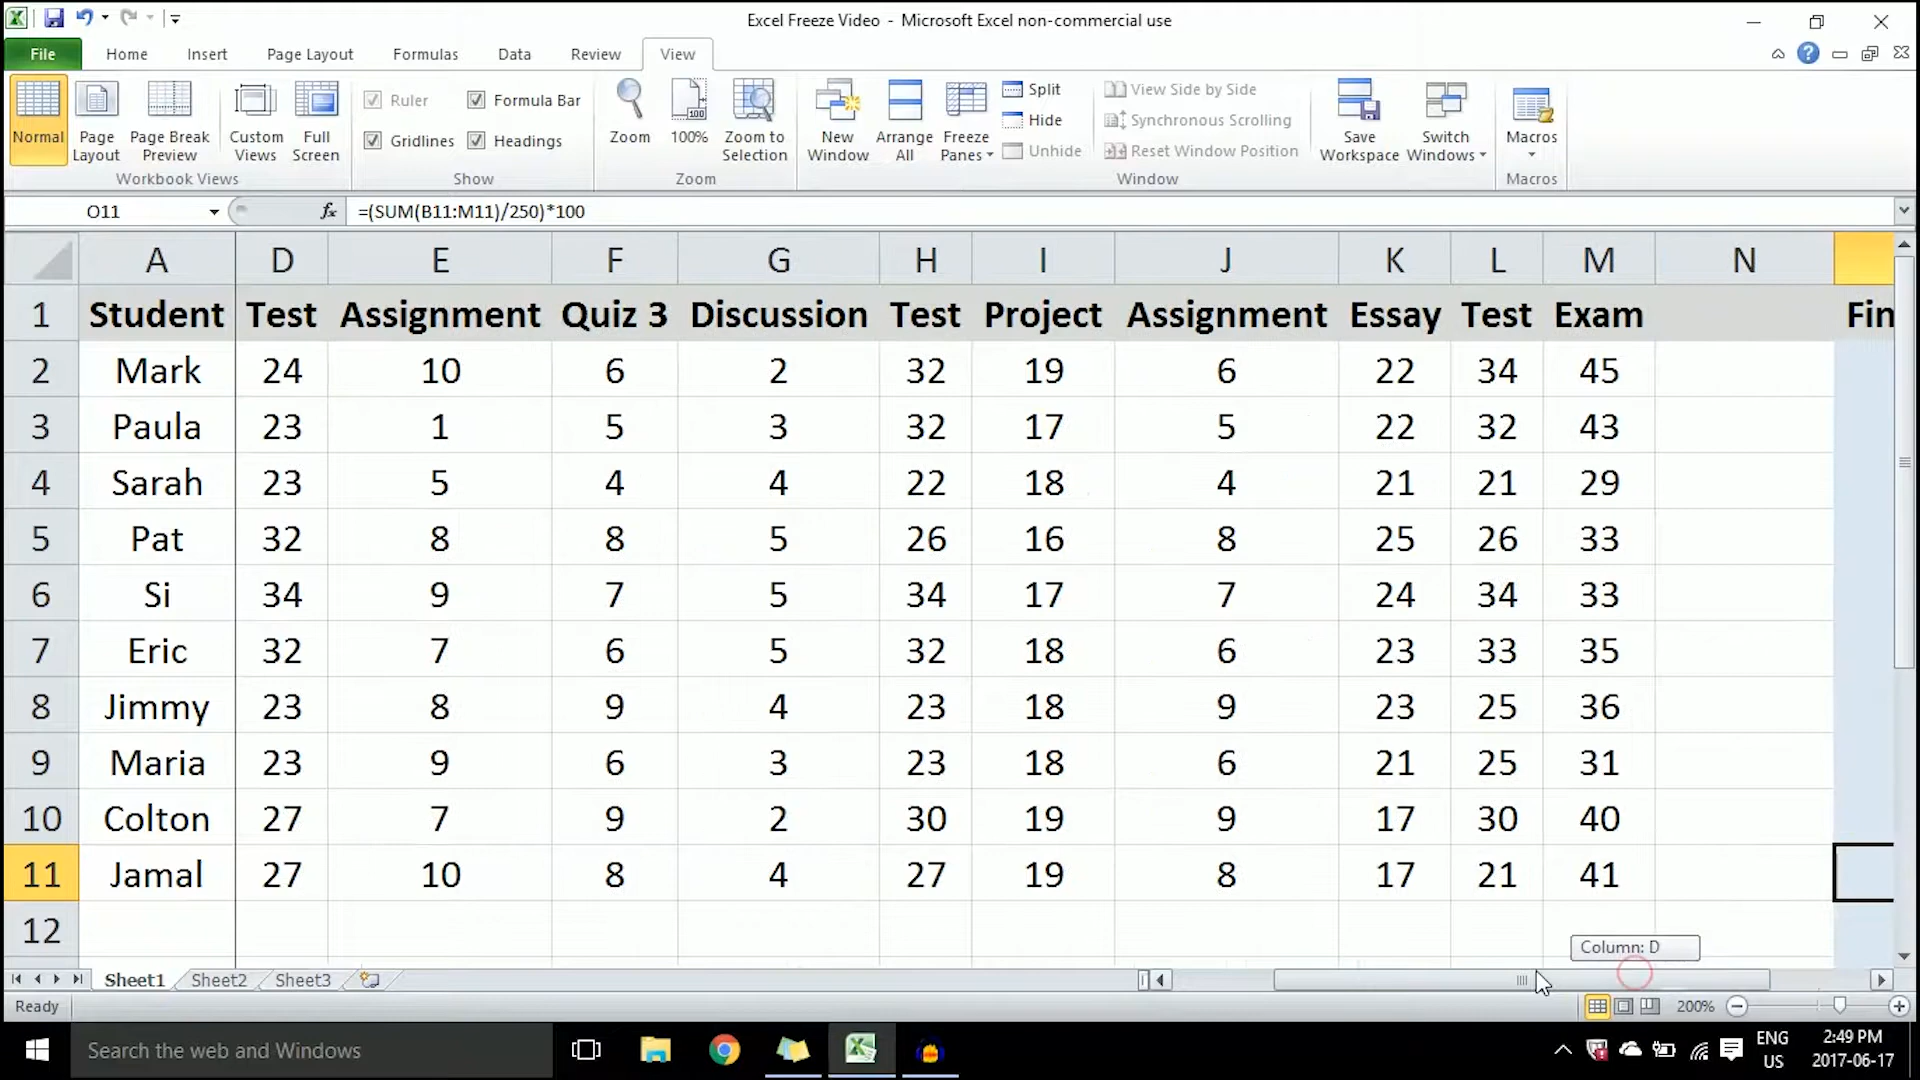 Excel Freeze Video - Microsoft Excel non-commercial use
File Home Insert Page Layout Formulas Data Review View
Normal Page Layout Page Break Preview Custom Views Full Screen
Workbook Views
Ruler Formula Bar
Gridlines Headings
Show
Zoom 100% Zoom to Selection
Zoom
New Window Arrange All Freeze Panes
Split
Hide
Unhide
View Side by Side
Synchronous Scrolling
Reset Window Position
Save Workspace Switch Windows
Window
Macros
Macros
O11 fx =(SUM(B11:M11)/250)*100
A D E F G H I J K L M N
1 Student Test Assignment Quiz 3 Discussion Test Project Assignment Essay Test Exam Fin
2 Mark 24 10 6 2 32 19 6 22 34 45
3 Paula 23 1 5 3 32 17 5 22 32 43
4 Sarah 23 5 4 4 22 18 4 21 21 29
5 Pat 32 8 8 5 26 16 8 25 26 33
6 Si 34 9 7 5 34 17 7 24 34 33
7 Eric 32 7 6 5 32 18 6 23 33 35
8 Jimmy 23 8 9 4 23 18 9 23 25 36
9 Maria 23 9 6 3 23 18 6 21 25 31
10 Colton 27 7 9 2 30 19 9 17 30 40
11 Jamal 27 10 8 4 27 19 8 17 21 41
12
Column: D
Sheet1 Sheet2 Sheet3
Ready 200%
Search the web and Windows
ENG US
2:49 PM
2017-06-17